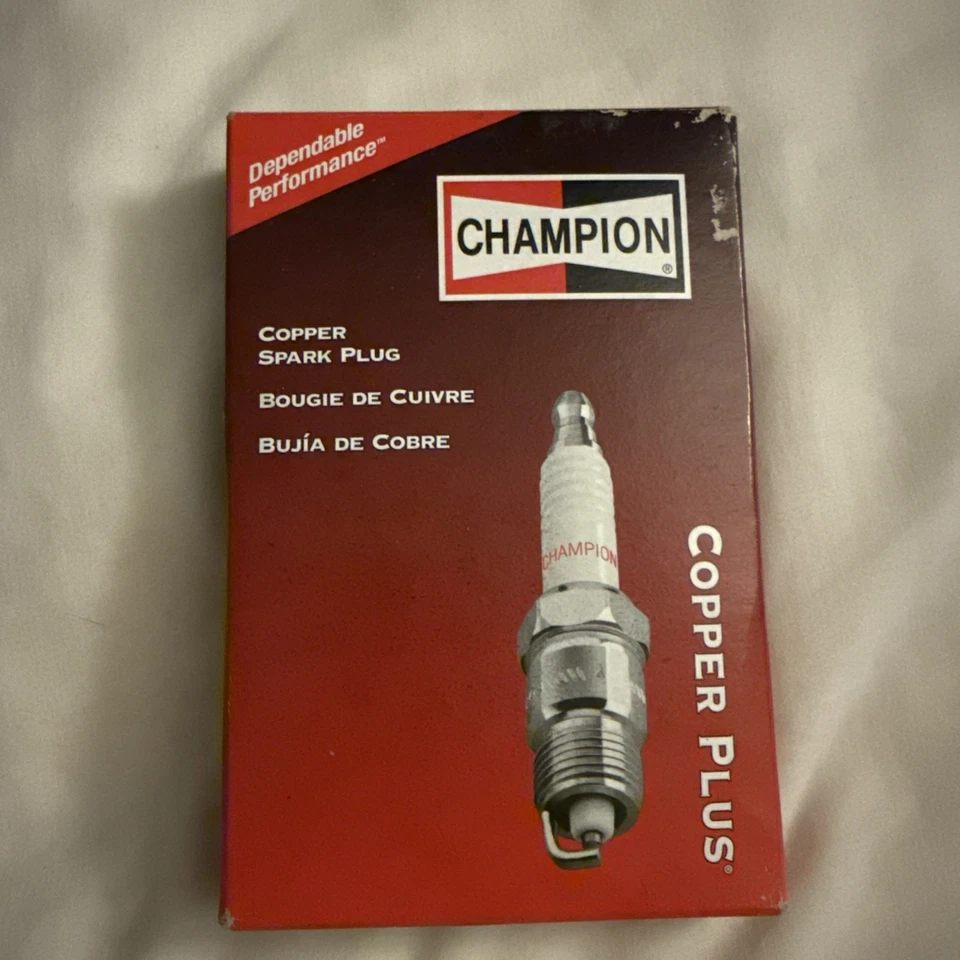 Dependable
Performance™
CHAMPION
®
COPPER
SPARK PLUG
BOUGIE DE CUIVRE
BUJÍA DE COBRE
CHAMPION
COPPER PLUS®